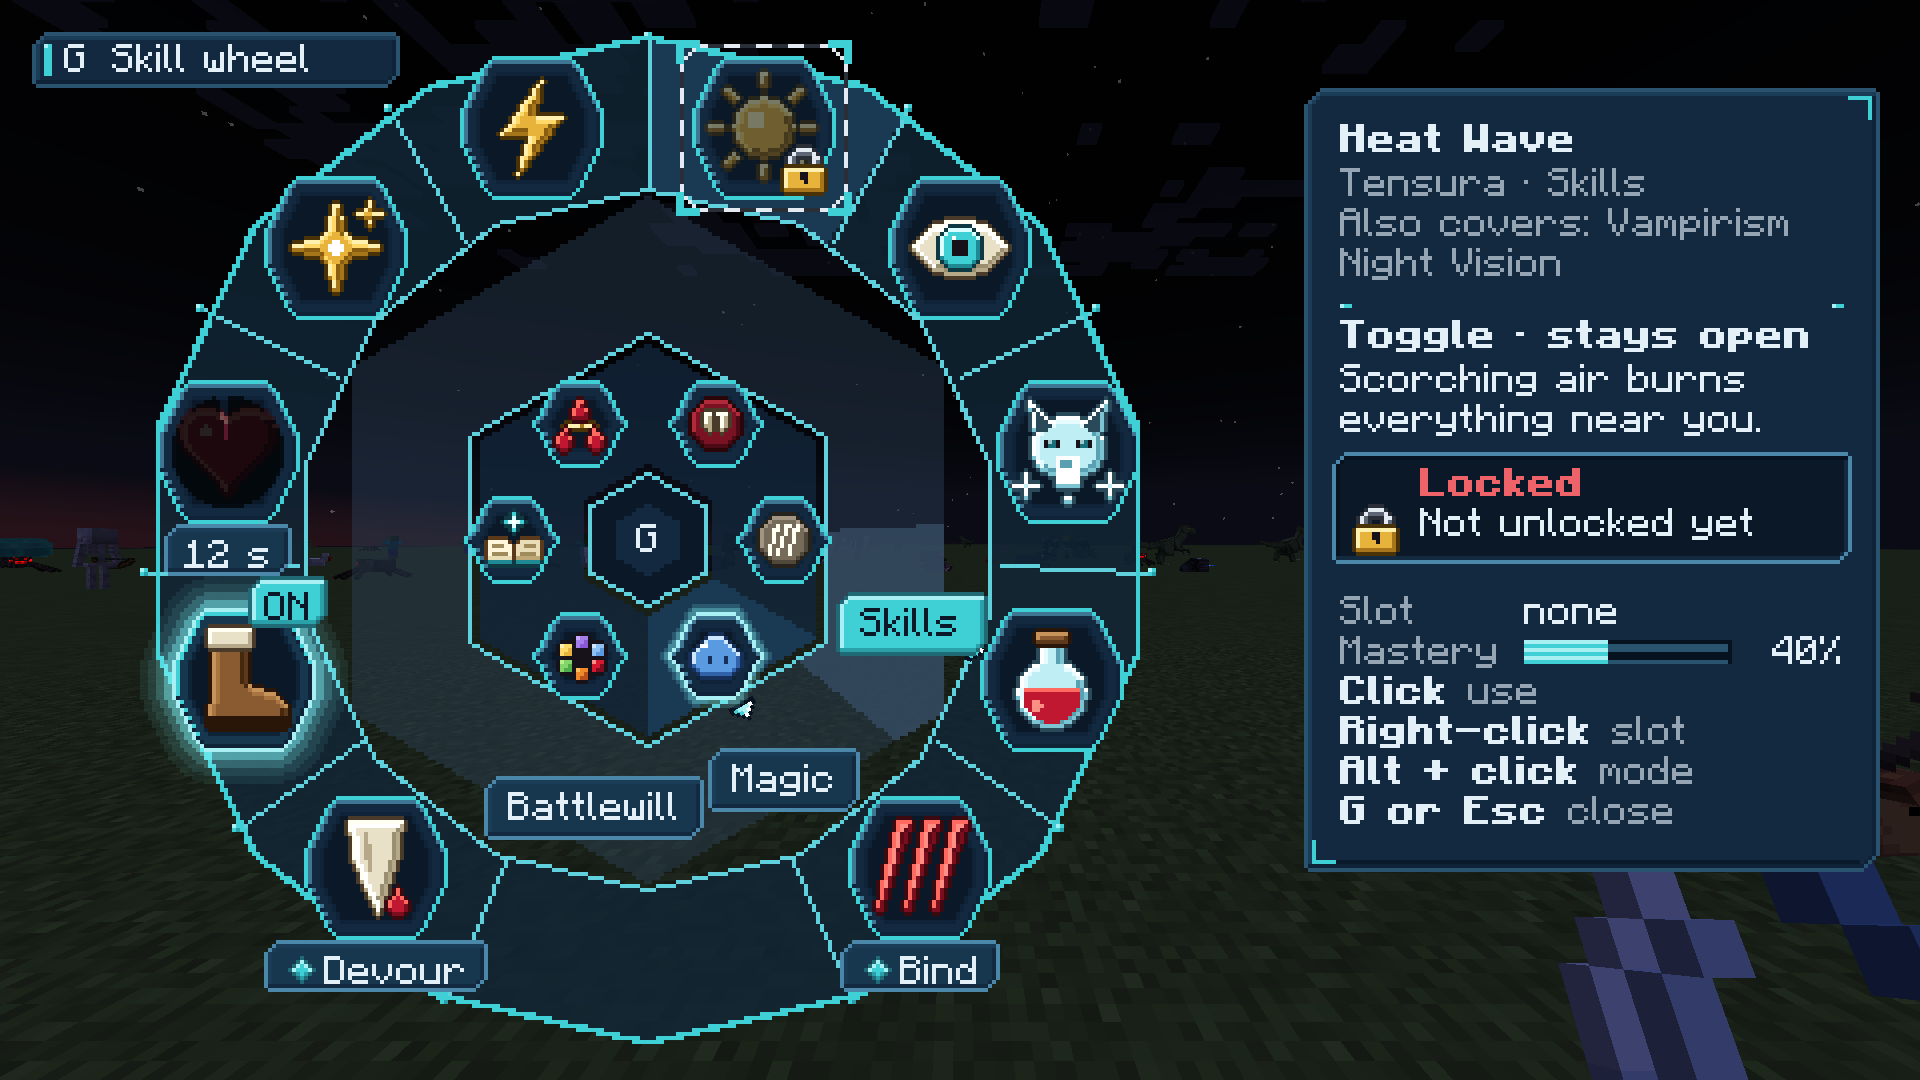 G Skill wheel
12 s
ON
G
Skills
Magic
Battlewill
Devour
Bind
Heat Wave
Tensura · Skills
Also covers: Vampirism
Night Vision
Toggle · stays open
Scorching air burns
everything near you.
Locked
Not unlocked yet
Slot none
Mastery 40%
Click use
Right-click slot
Alt + click mode
G or Esc close